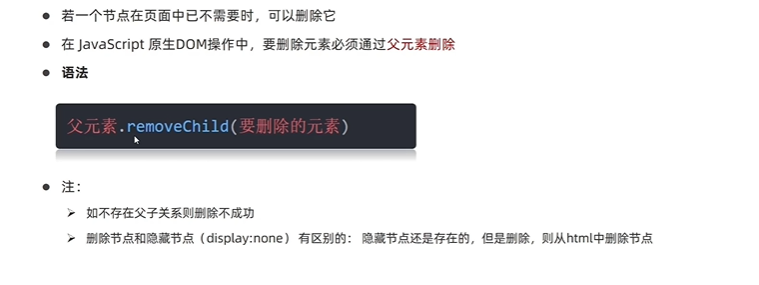 若一个节点在页面中已不需要时，可以删除它
在 JavaScript 原生DOM操作中，要删除元素必须通过父元素删除
语法
父元素.removeChild(要删除的元素)
注：
如不存在父子关系则删除不成功
删除节点和隐藏节点（display:none） 有区别的： 隐藏节点还是存在的，但是删除，则从html中删除节点